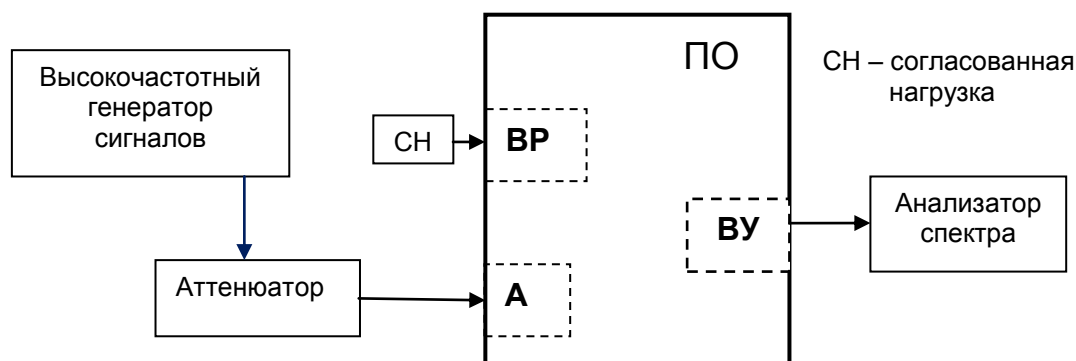 Высокочастотный
генератор
сигналов
СН
ВР
ПО
СН – согласованная
нагрузка
ВУ
Анализатор
спектра
Аттенюатор
А